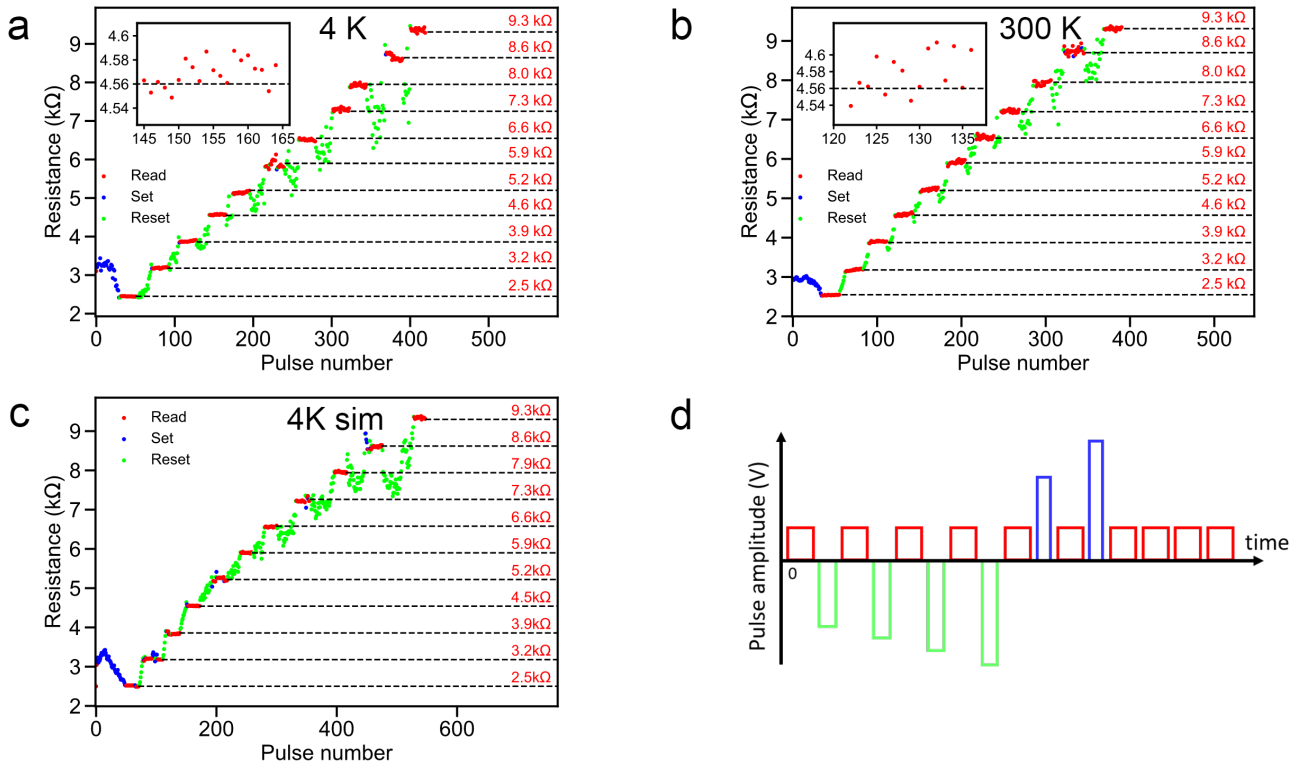 a
4 K
Resistance (kΩ)
9
8
7
6
5
4
3
2
0
100
200
300
400
500
Pulse number
4.6
4.58
4.56
4.54
145
150
155
160
165
Read
Set
Reset
9.3 kΩ
8.6 kΩ
8.0 kΩ
7.3 kΩ
6.6 kΩ
5.9 kΩ
5.2 kΩ
4.6 kΩ
3.9 kΩ
3.2 kΩ
2.5 kΩ
b
300 K
Resistance (kΩ)
9
8
7
6
5
4
3
2
0
100
200
300
400
500
Pulse number
4.6
4.58
4.56
4.54
120
125
130
135
Read
Set
Reset
9.3 kΩ
8.6 kΩ
8.0 kΩ
7.3 kΩ
6.6 kΩ
5.9 kΩ
5.2 kΩ
4.6 kΩ
3.9 kΩ
3.2 kΩ
2.5 kΩ
c
4K sim
Resistance (kΩ)
9
8
7
6
5
4
3
2
0
200
400
600
Pulse number
Read
Set
Reset
9.3kΩ
8.6kΩ
7.9kΩ
7.3kΩ
6.6kΩ
5.9kΩ
5.2kΩ
4.5kΩ
3.9kΩ
3.2kΩ
2.5kΩ
d
Pulse amplitude (V)
0
time